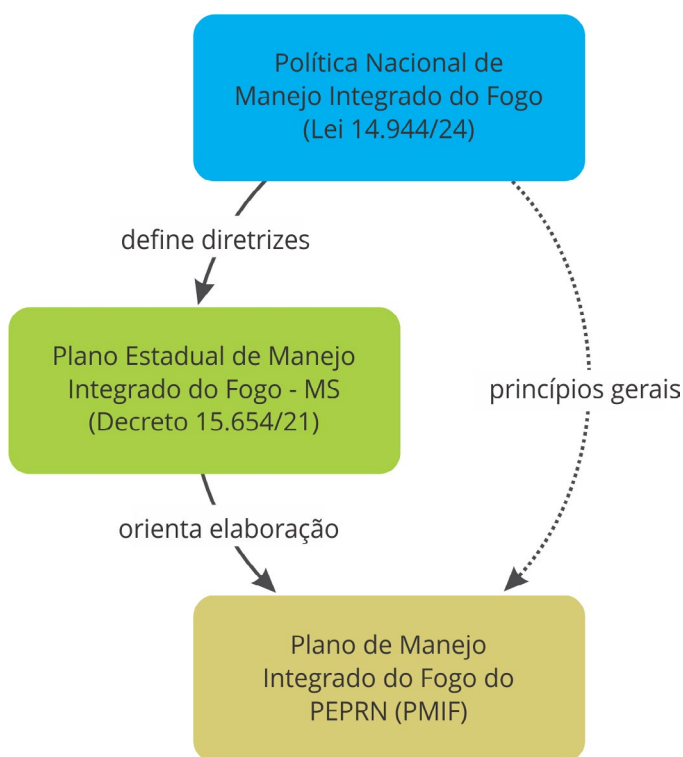 Política Nacional de
Manejo Integrado do Fogo
(Lei 14.944/24)
define diretrizes
Plano Estadual de Manejo
Integrado do Fogo - MS
(Decreto 15.654/21)
princípios gerais
orienta elaboração
Plano de Manejo
Integrado do Fogo do
PEPRN (PMIF)